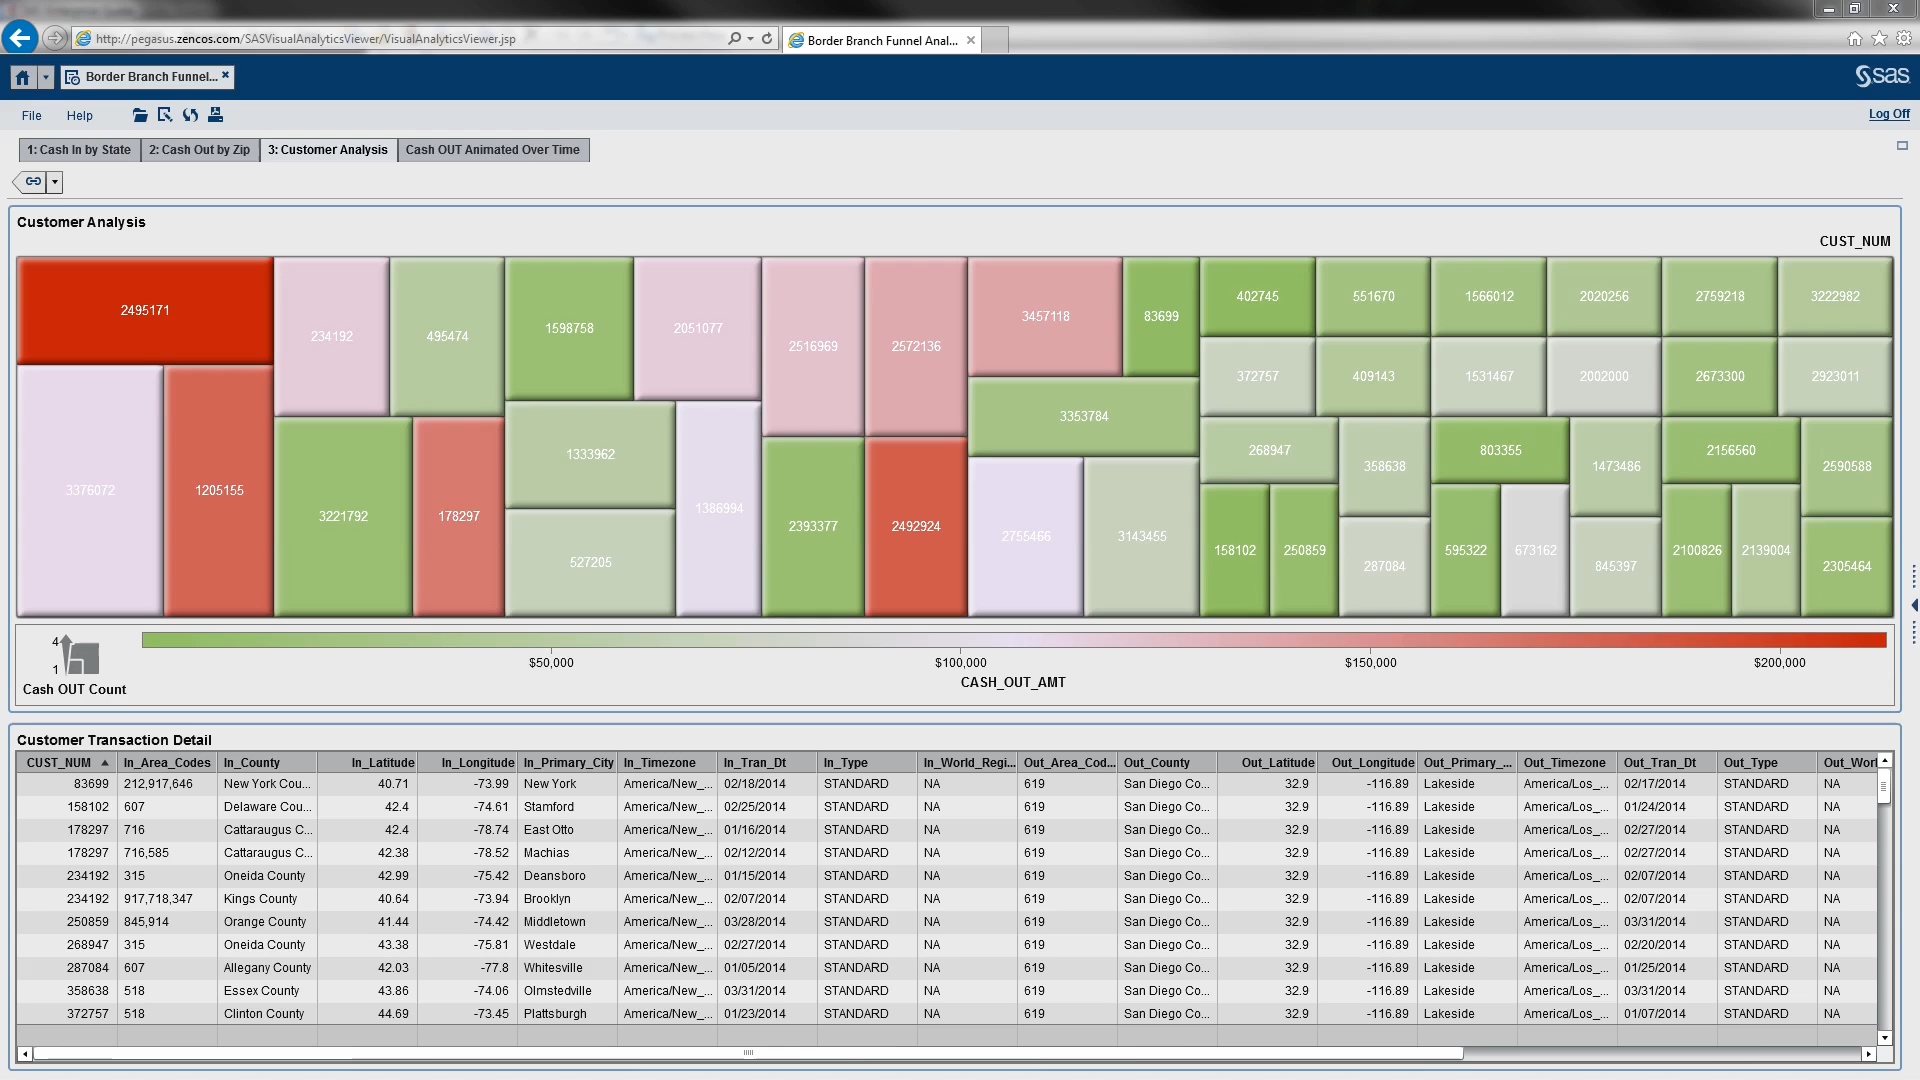 http://pegasus.zencos.com/SASVisualAnalyticsViewer/VisualAnalyticsViewer.jsp
Border Branch Funnel Anal...
Border Branch Funnel...
sas
File Help
Log Off
1: Cash In by State 2: Cash Out by Zip 3: Customer Analysis Cash OUT Animated Over Time
Customer Analysis
CUST_NUM
2495171 234192 495474 1598758 2051077 2516969 2572136 3457118 83699 402745 551670 1566012 2020256 2759218 3222982
372757 409143 1531467 2002000 2673300 2923011
3353784
3376072 1205155 3221792 178297 1333962 1386994 2393377 2492924 2755466 3143455 268947 358638 803355 1473486 2156560 2590588
527205 158102 250859 287084 595322 673162 845397 2100826 2139004 2305464
4
1
Cash OUT Count
$50,000 $100,000 $150,000 $200,000
CASH_OUT_AMT
Customer Transaction Detail
CUST_NUM In_Area_Codes In_County In_Latitude In_Longitude In_Primary_City In_Timezone In_Tran_Dt In_Type In_World_Regi... Out_Area_Cod... Out_County Out_Latitude Out_Longitude Out_Primary_... Out_Timezone Out_Tran_Dt Out_Type Out_Worl
83699 212,917,646 New York Cou... 40.71 -73.99 New York America/New_... 02/18/2014 STANDARD NA 619 San Diego Co... 32.9 -116.89 Lakeside America/Los_... 02/17/2014 STANDARD NA
158102 607 Delaware Cou... 42.4 -74.61 Stamford America/New_... 02/25/2014 STANDARD NA 619 San Diego Co... 32.9 -116.89 Lakeside America/Los_... 01/24/2014 STANDARD NA
178297 716 Cattaraugus C... 42.4 -78.74 East Otto America/New_... 01/16/2014 STANDARD NA 619 San Diego Co... 32.9 -116.89 Lakeside America/Los_... 02/27/2014 STANDARD NA
178297 716,585 Cattaraugus C... 42.38 -78.52 Machias America/New_... 02/12/2014 STANDARD NA 619 San Diego Co... 32.9 -116.89 Lakeside America/Los_... 02/27/2014 STANDARD NA
234192 315 Oneida County 42.99 -75.42 Deansboro America/New_... 01/15/2014 STANDARD NA 619 San Diego Co... 32.9 -116.89 Lakeside America/Los_... 02/07/2014 STANDARD NA
234192 917,718,347 Kings County 40.64 -73.94 Brooklyn America/New_... 02/07/2014 STANDARD NA 619 San Diego Co... 32.9 -116.89 Lakeside America/Los_... 02/07/2014 STANDARD NA
250859 845,914 Orange County 41.44 -74.42 Middletown America/New_... 03/28/2014 STANDARD NA 619 San Diego Co... 32.9 -116.89 Lakeside America/Los_... 03/31/2014 STANDARD NA
268947 315 Oneida County 43.38 -75.81 Westdale America/New_... 02/27/2014 STANDARD NA 619 San Diego Co... 32.9 -116.89 Lakeside America/Los_... 02/20/2014 STANDARD NA
287084 607 Allegany County 42.03 -77.8 Whitesville America/New_... 01/05/2014 STANDARD NA 619 San Diego Co... 32.9 -116.89 Lakeside America/Los_... 01/25/2014 STANDARD NA
358638 518 Essex County 43.86 -74.06 Olmstedville America/New_... 03/31/2014 STANDARD NA 619 San Diego Co... 32.9 -116.89 Lakeside America/Los_... 03/31/2014 STANDARD NA
372757 518 Clinton County 44.69 -73.45 Plattsburgh America/New_... 01/23/2014 STANDARD NA 619 San Diego Co... 32.9 -116.89 Lakeside America/Los_... 01/07/2014 STANDARD NA